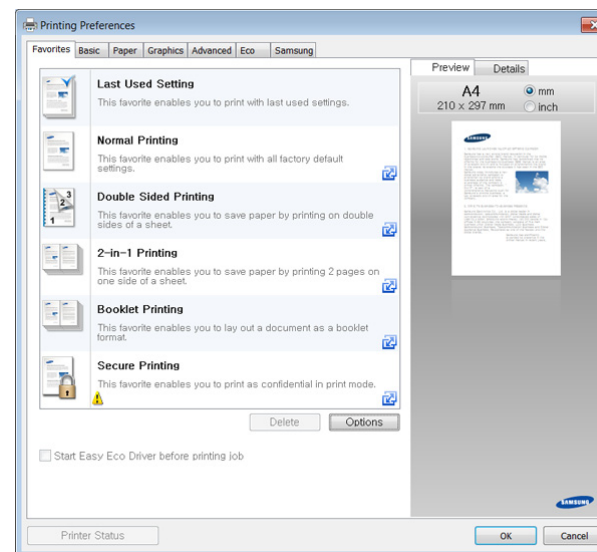 Printing Preferences
Favorites Basic Paper Graphics Advanced Eco Samsung
Last Used Setting
This favorite enables you to print with last used settings.
Normal Printing
This favorite enables you to print with all factory default
settings.
Double Sided Printing
This favorite enables you to save paper by printing on double
sides of a sheet.
2-in-1 Printing
This favorite enables you to save paper by printing 2 pages on
one side of a sheet.
Booklet Printing
This favorite enables you to lay out a document as a booklet
format.
Secure Printing
This favorite enables you to print as confidential in print mode.
Delete Options
Start Easy Eco Driver before printing job
Printer Status
Preview Details
A4
210 x 297 mm
mm
inch
SAMSUNG
OK Cancel